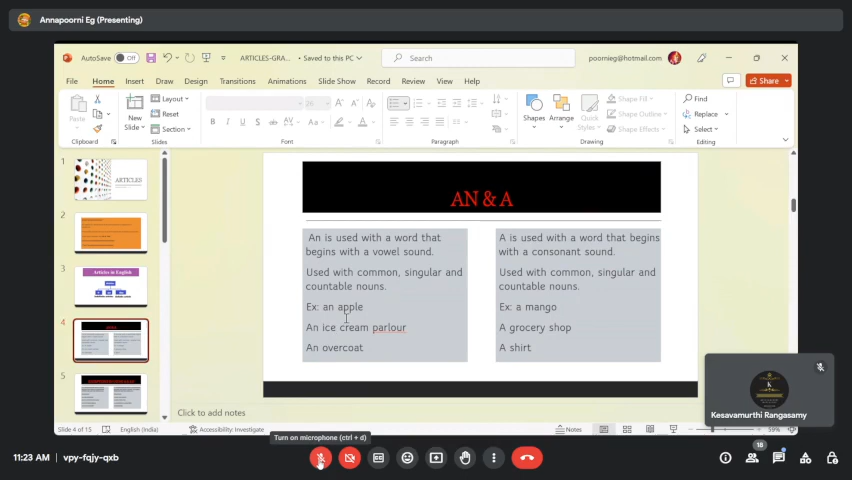 Annapoorni Eg (Presenting)
AutoSave Off ARTICLES-GRA... • Saved to this PC Search poornieg@hotmail.com
File Home Insert Draw Design Transitions Animations Slide Show Record Review View Help Share
Paste New Slide Layout Reset Section Shapes Arrange Quick Styles Shape Fill Shape Outline Shape Effects Find Replace Select
Clipboard Slides Font Paragraph Drawing Editing
1
ARTICLES
2
3
Articles in English
4
5
AN & A
An is used with a word that
begins with a vowel sound.
Used with common, singular and
countable nouns.
Ex: an apple
An ice cream parlour
An overcoat
A is used with a word that begins
with a consonant sound.
Used with common, singular and
countable nouns.
Ex: a mango
A grocery shop
A shirt
Click to add notes
Slide 4 of 15 English (India) Accessibility: Investigate Notes 59%
K
Kesavamurthi Rangasamy
Turn on microphone (ctrl + d)
11:23 AM vpy-fqjy-qxb
18